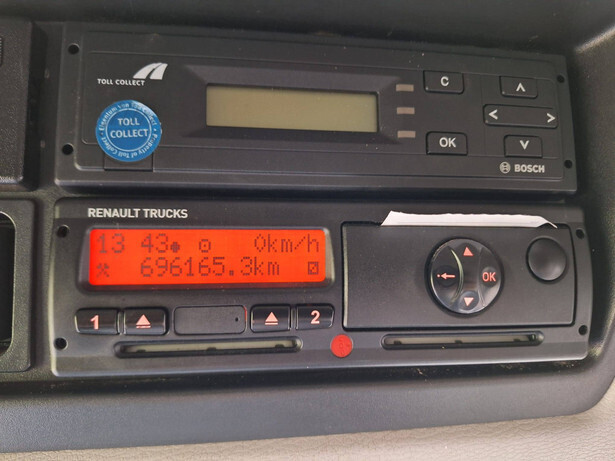 TOLL COLLECT
TOLL
COLLECT
C
OK
BOSCH
RENAULT TRUCKS
13 43 0km/h
696165.3km
1
2
OK